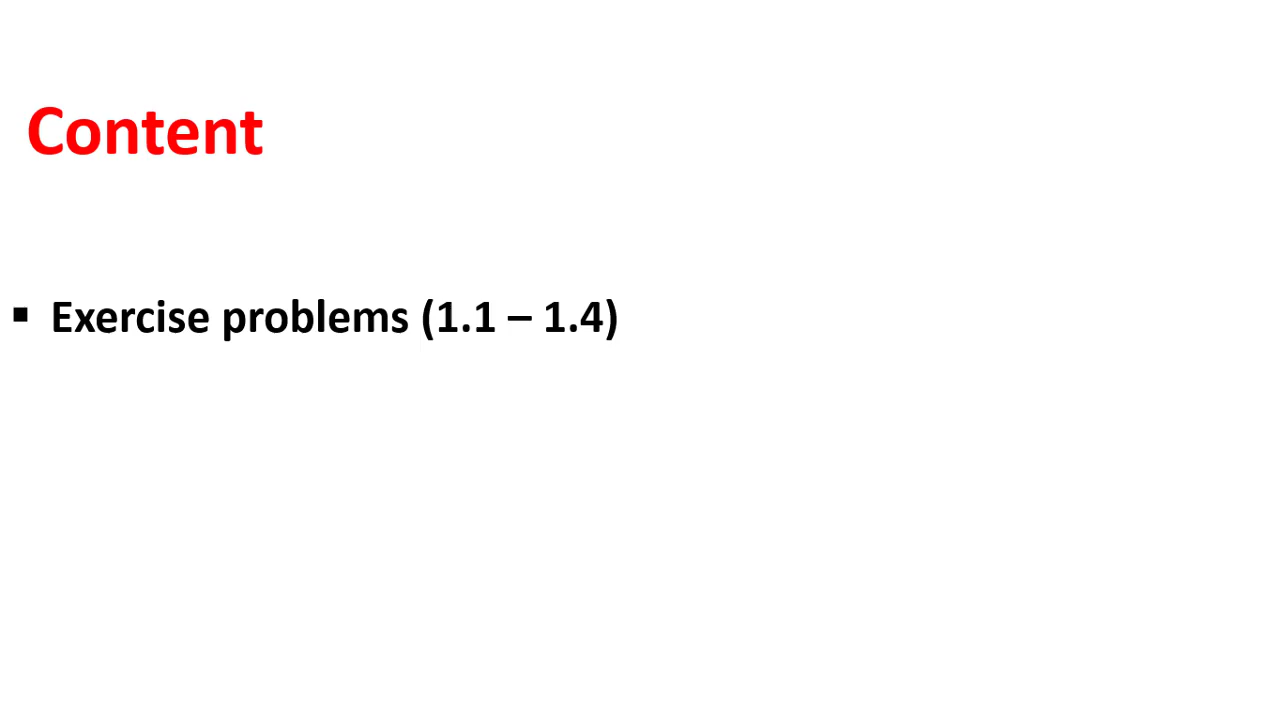 Content
▪ Exercise problems (1.1 – 1.4)